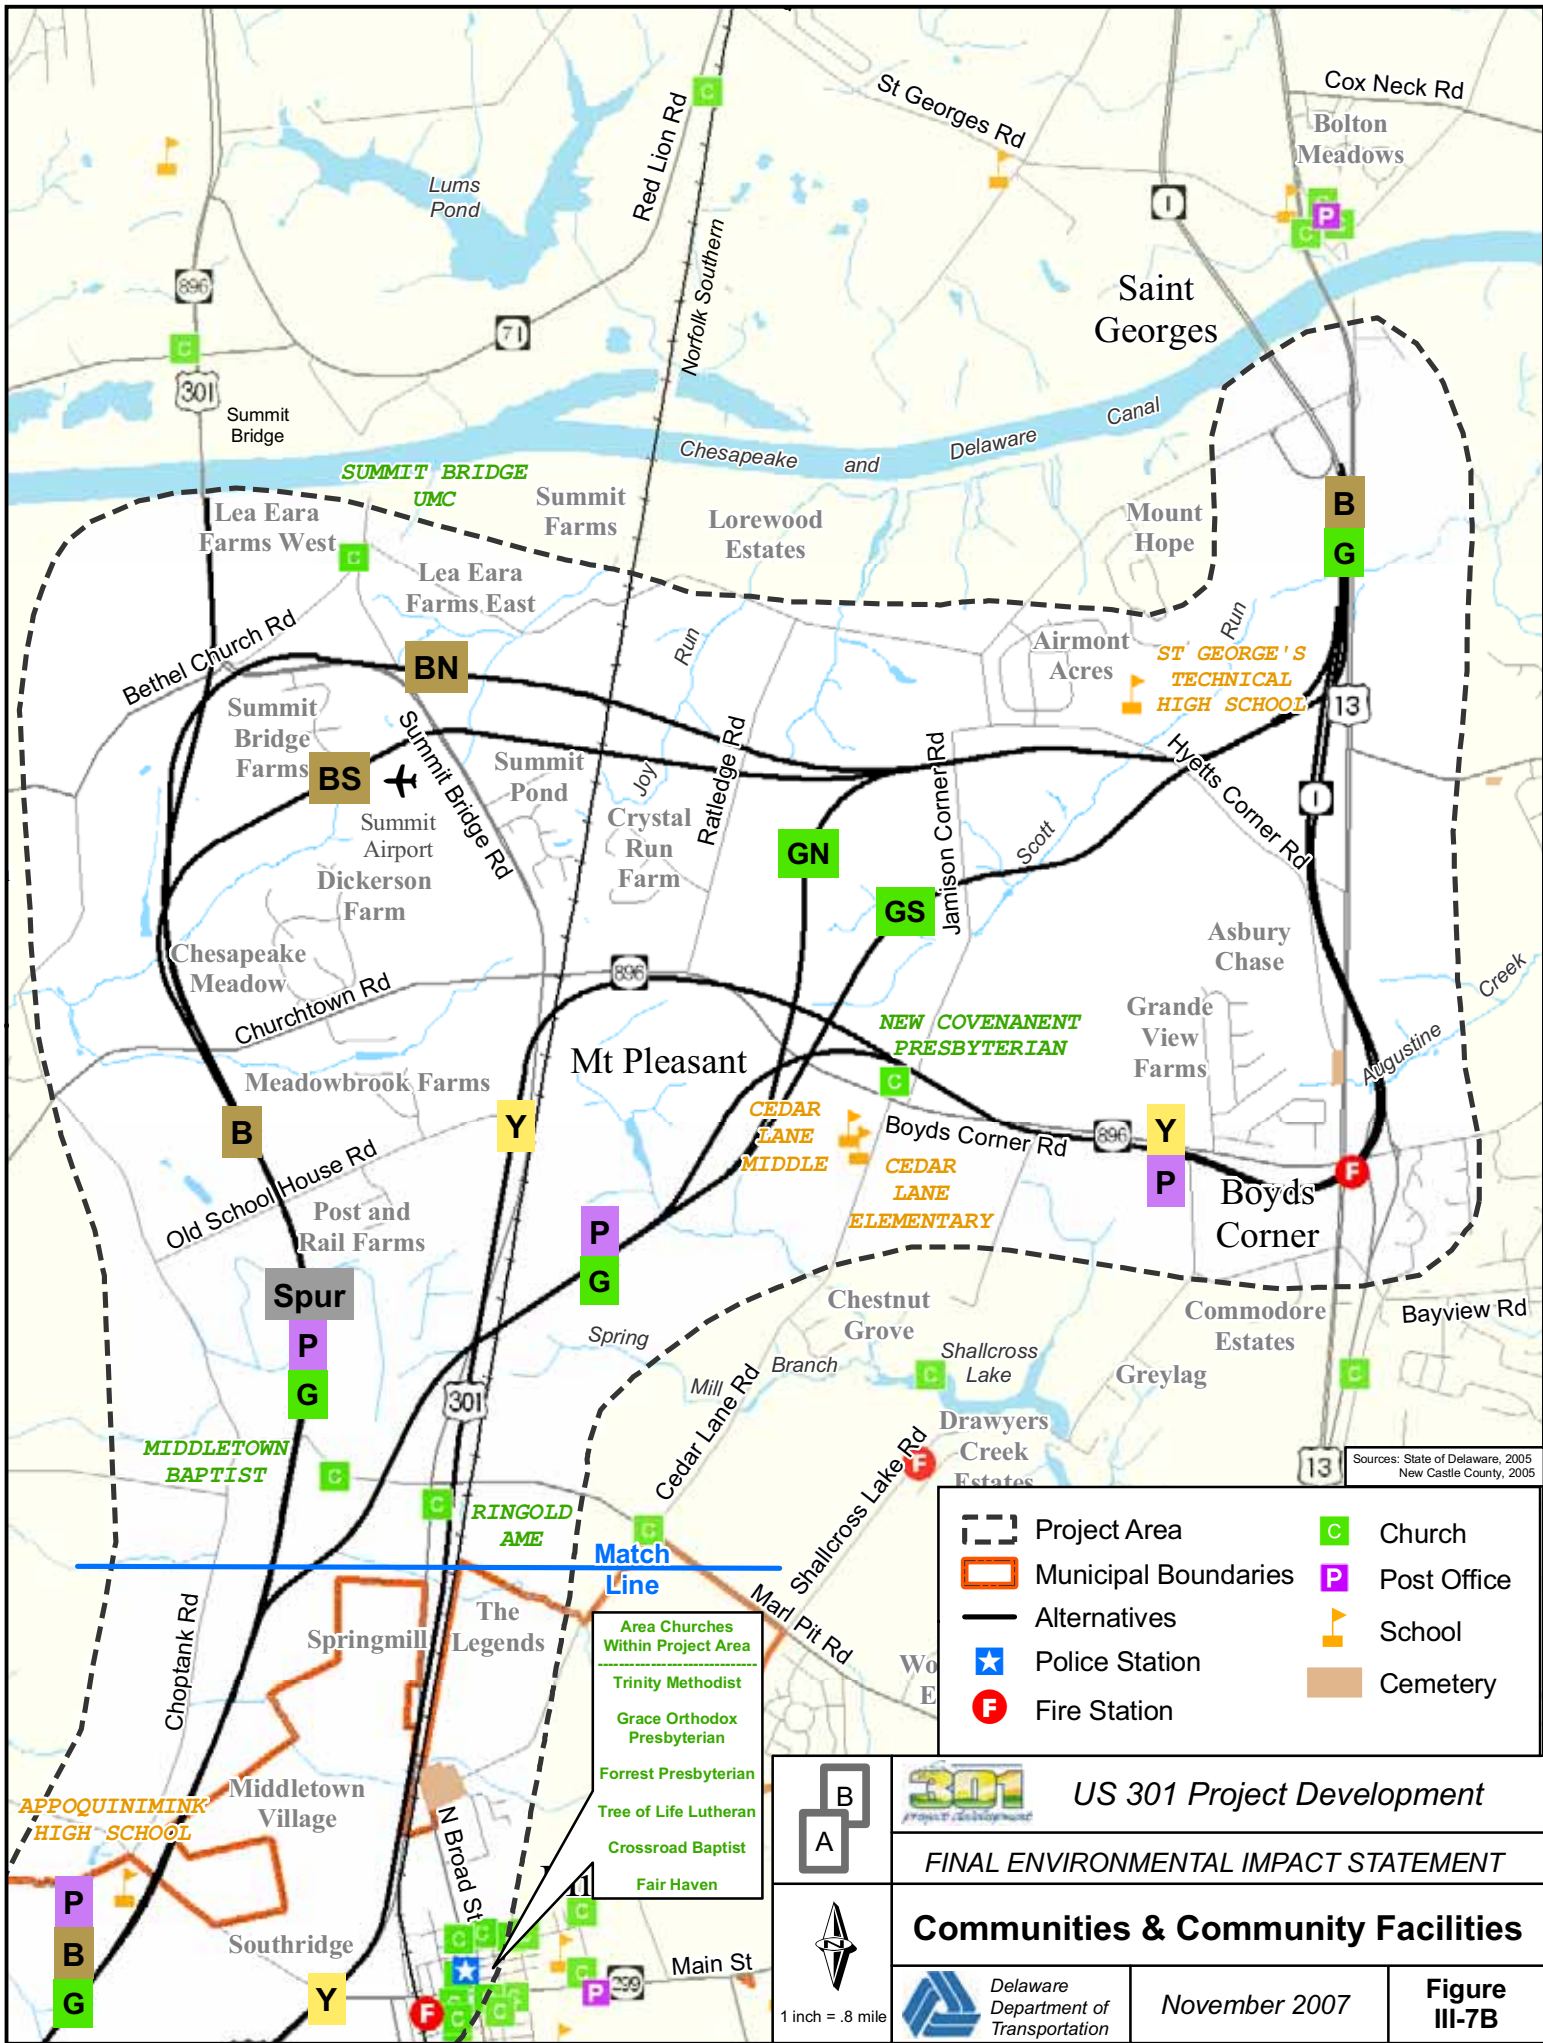 Cox Neck Rd
St Georges Rd
Bolton
Meadows
Red Lion Rd
Lums
Pond
1
P
C
C
C
896
Norfolk Southern
Saint
Georges
71
C
301
Summit
Bridge
Chesapeake and Delaware Canal
SUMMIT BRIDGE
UMC
Summit
Farms
Lea Eara
Farms West
Lorewood
Estates
Mount
Hope
B
G
C
Lea Eara
Farms East
Bethel Church Rd
Run
Run
Airmont
Acres
ST GEORGE'S
TECHNICAL
HIGH SCHOOL
BN
13
Summit
Bridge
Farms
Summit Bridge Rd
Ratledge Rd
Jamison Corner Rd
Hyetts Corner Rd
BS
Summit
Pond
Joy
1
Summit
Airport
Crystal
Run
Farm
GN
Scott
Dickerson
Farm
GS
Chesapeake
Meadow
Asbury
Chase
896
Churchtown Rd
Creek
Augustine
Grande
View
Farms
NEW COVENANENT
PRESBYTERIAN
Mt Pleasant
C
Meadowbrook Farms
B
Y
CEDAR
LANE
MIDDLE
Boyds Corner Rd
896
Y
P
Old School House Rd
CEDAR
LANE
ELEMENTARY
F
Boyds
Corner
Post and
Rail Farms
P
G
Spur
P
G
Chestnut
Grove
Commodore
Estates
Bayview Rd
Spring
Mill
Branch
Shallcross
Lake
C
Greylag
C
301
Cedar Lane Rd
Drawyers
Creek
Estates
MIDDLETOWN
BAPTIST
C
C
RINGOLD
AME
F
Shallcross Lake Rd
13
Sources: State of Delaware, 2005
New Castle County, 2005
C
Match
Line
Marl Pit Rd
Choptank Rd
Springmill
The
Legends
Wo
E
Area Churches
Within Project Area
Trinity Methodist
Grace Orthodox
Presbyterian
Forrest Presbyterian
Tree of Life Lutheran
Crossroad Baptist
Fair Haven
Project Area
Municipal Boundaries
Alternatives
Police Station
F
Fire Station
C
Church
P
Post Office
School
Cemetery
Middletown
Village
APPOQUINIMINK
HIGH SCHOOL
N Broad St
P
B
G
Southridge
Y
F
C
C
C
C
C
C
P
299
Main St
B
A
301
project development
US 301 Project Development
FINAL ENVIRONMENTAL IMPACT STATEMENT
N
1 inch = .8 mile
Communities & Community Facilities
Delaware
Department of
Transportation
November 2007
Figure
III-7B